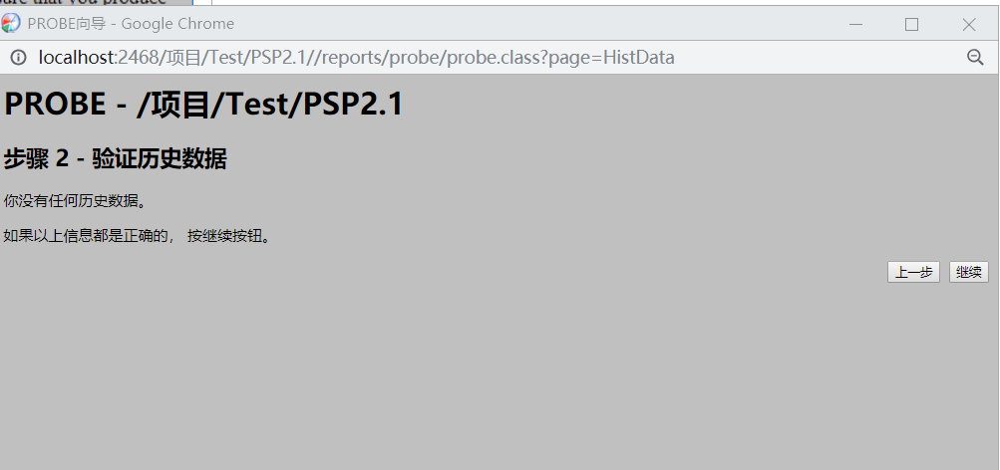 sure that you produce
PROBE向导 - Google Chrome
localhost:2468/项目/Test/PSP2.1//reports/probe/probe.class?page=HistData
PROBE - /项目/Test/PSP2.1
步骤 2 - 验证历史数据
你没有任何历史数据。
如果以上信息都是正确的， 按继续按钮。
上一步 继续